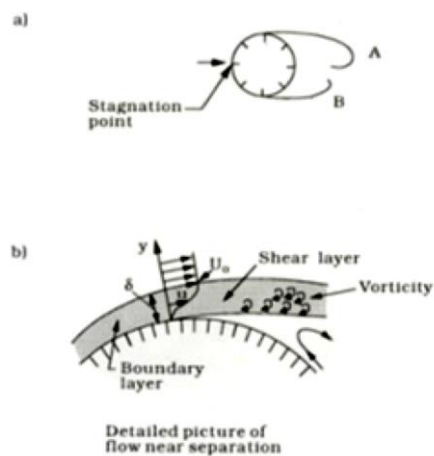 a)
A
Stagnation
point
B
b)
y
U₀
Shear layer
δ
u
Vorticity
Boundary
layer
Detailed picture of
flow near separation